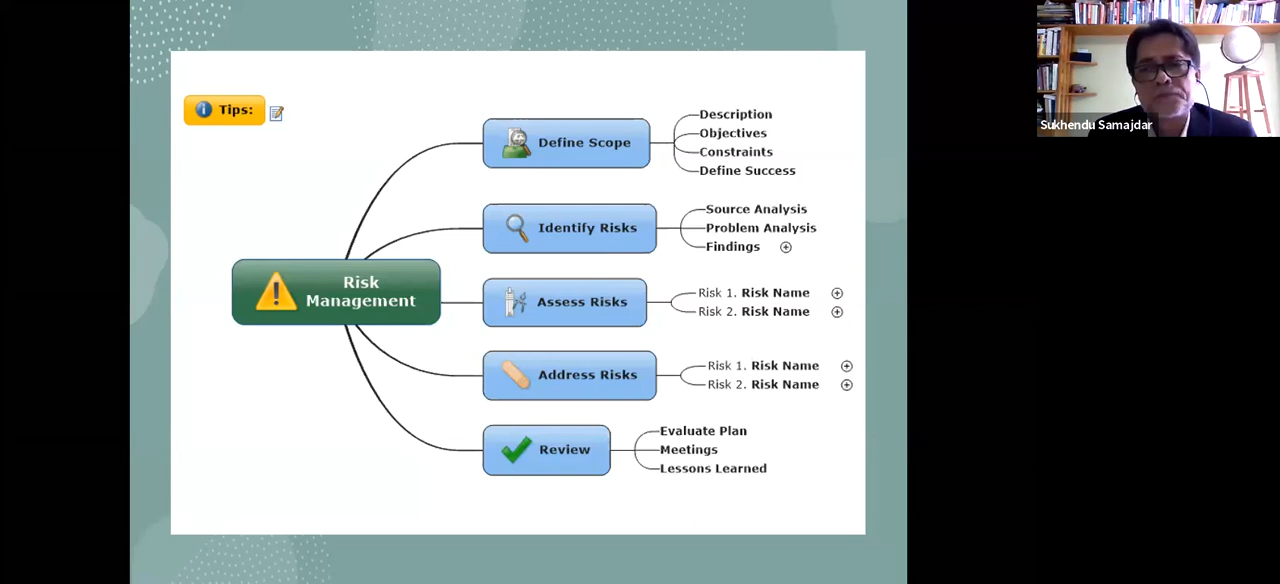 Tips:
Risk
Management
Define Scope
Description
Objectives
Constraints
Define Success
Identify Risks
Source Analysis
Problem Analysis
Findings
Assess Risks
Risk 1. Risk Name
Risk 2. Risk Name
Address Risks
Risk 1. Risk Name
Risk 2. Risk Name
Review
Evaluate Plan
Meetings
Lessons Learned
Sukhendu Samajdar